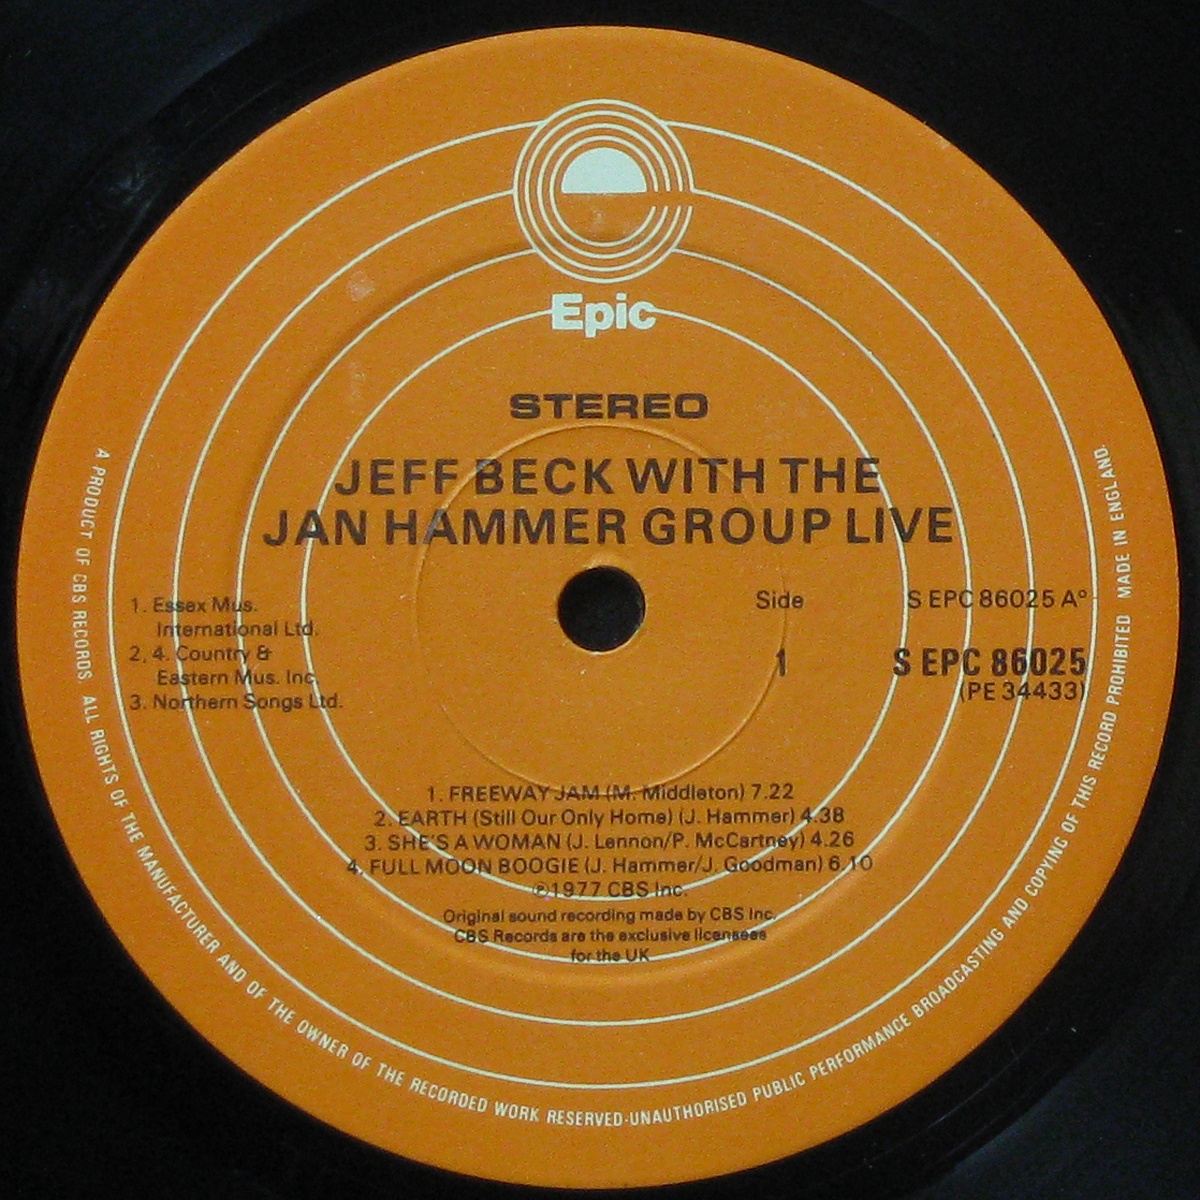 Epic
STEREO
JEFF BECK WITH THE
JAN HAMMER GROUP LIVE
1. Essex Mus.
International Ltd.
2, 4. Country &
Eastern Mus. Inc.
3. Northern Songs Ltd.
Side
1
S EPC 86025 A°
S EPC 86025
(PE 34433)
1. FREEWAY JAM (M. Middleton) 7.22
2. EARTH (Still Our Only Home) (J. Hammer) 4.38
3. SHE'S A WOMAN (J. Lennon/P. McCartney) 4.26
4. FULL MOON BOOGIE (J. Hammer/J. Goodman) 6.10
℗1977 CBS Inc.
Original sound recording made by CBS Inc.
CBS Records are the exclusive licensees
for the UK
A PRODUCT OF CBS RECORDS. ALL RIGHTS OF THE MANUFACTURER AND OF THE OWNER OF THE RECORDED WORK RESERVED·UNAUTHORISED PUBLIC PERFORMANCE BROADCASTING AND COPYING OF THIS RECORD PROHIBITED MADE IN ENGLAND.